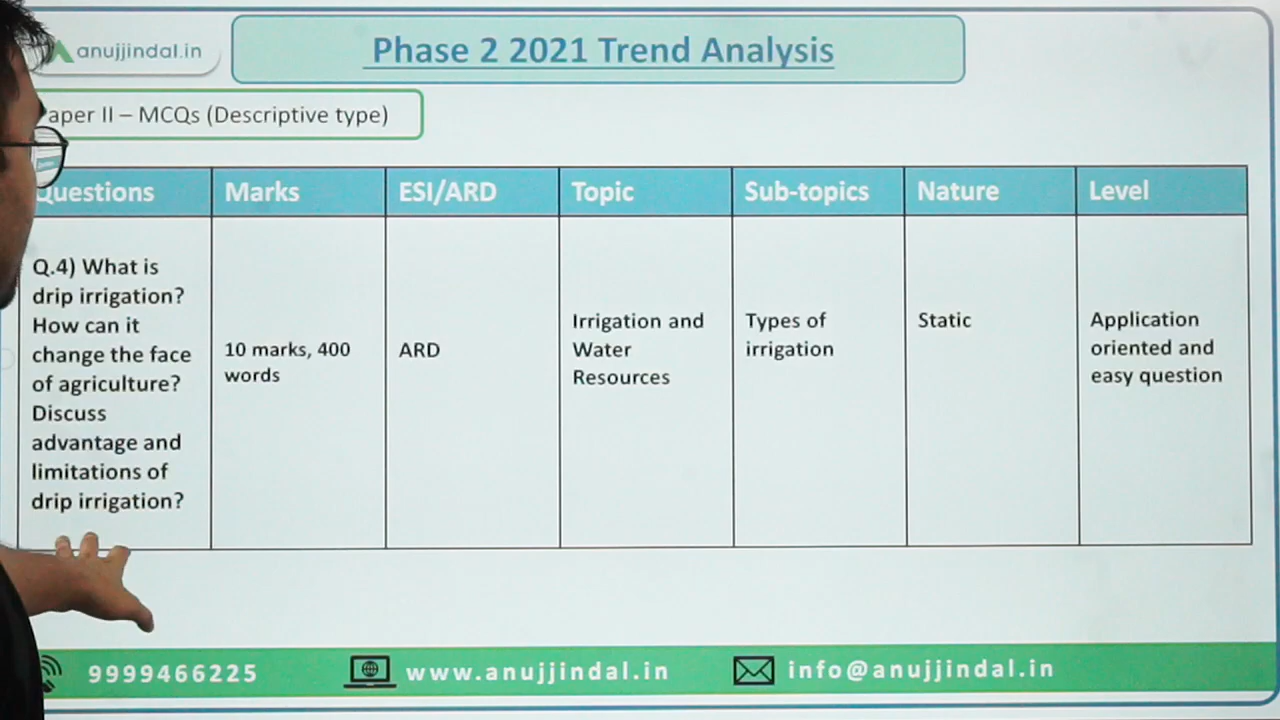 anujjindal.in
Phase 2 2021 Trend Analysis
aper II – MCQs (Descriptive type)
Questions Marks ESI/ARD Topic Sub-topics Nature Level
Q.4) What is
drip irrigation?
How can it
change the face
of agriculture?
Discuss
advantage and
limitations of
drip irrigation?
10 marks, 400
words
ARD
Irrigation and
Water
Resources
Types of
irrigation
Static
Application
oriented and
easy question
9999466225 www.anujjindal.in info@anujjindal.in